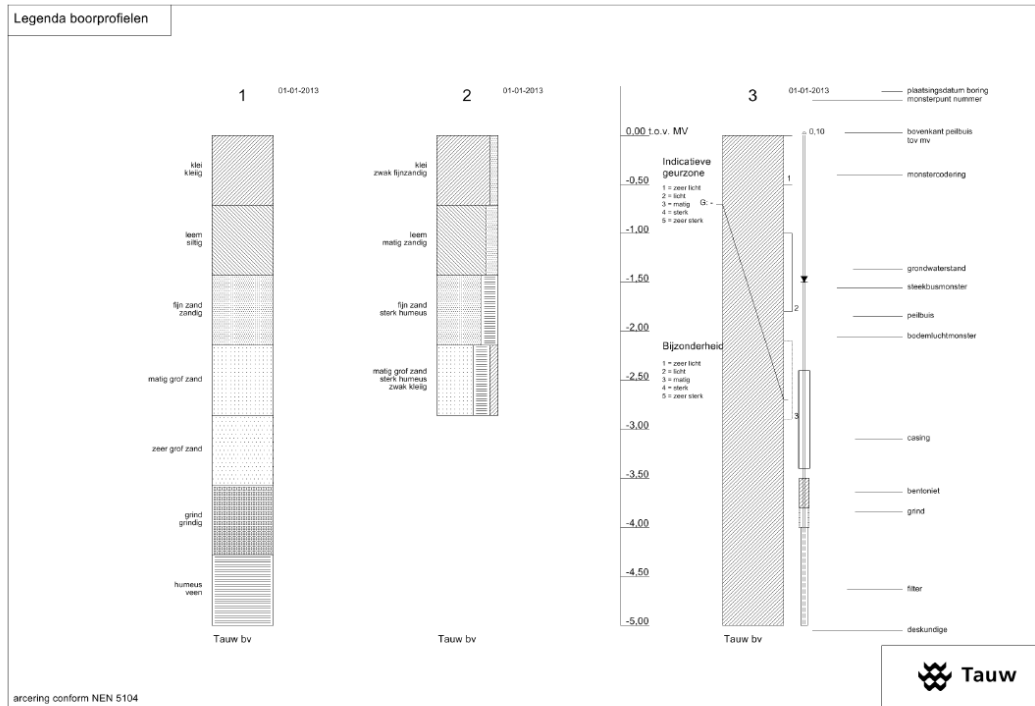 Legenda boorprofielen
1
01-01-2013
klei
kleiig
leem
siltig
fijn zand
zandig
matig grof zand
zeer grof zand
grind
grindig
humeus
veen
Tauw bv
2
01-01-2013
klei
zwak fijnzandig
leem
matig zandig
fijn zand
sterk humeus
matig grof zand
sterk humeus
zwak kleiig
Tauw bv
0,00 t.o.v. MV
-0,50
-1,00
-1,50
-2,00
-2,50
-3,00
-3,50
-4,00
-4,50
-5,00
Indicatieve
geurzone
1 = zeer licht
2 = licht
3 = matig
4 = sterk
5 = zeer sterk
G: -
Bijzonderheid
1 = zeer licht
2 = licht
3 = matig
4 = sterk
5 = zeer sterk
3
01-01-2013
0,10
1
2
3
Tauw bv
plaatsingsdatum boring
monsterpunt nummer
bovenkant peilbuis
tov mv
monstercodering
grondwaterstand
steekbusmonster
peilbuis
bodemluchtmonster
casing
bentoniet
grind
filter
deskundige
arcering conform NEN 5104
Tauw